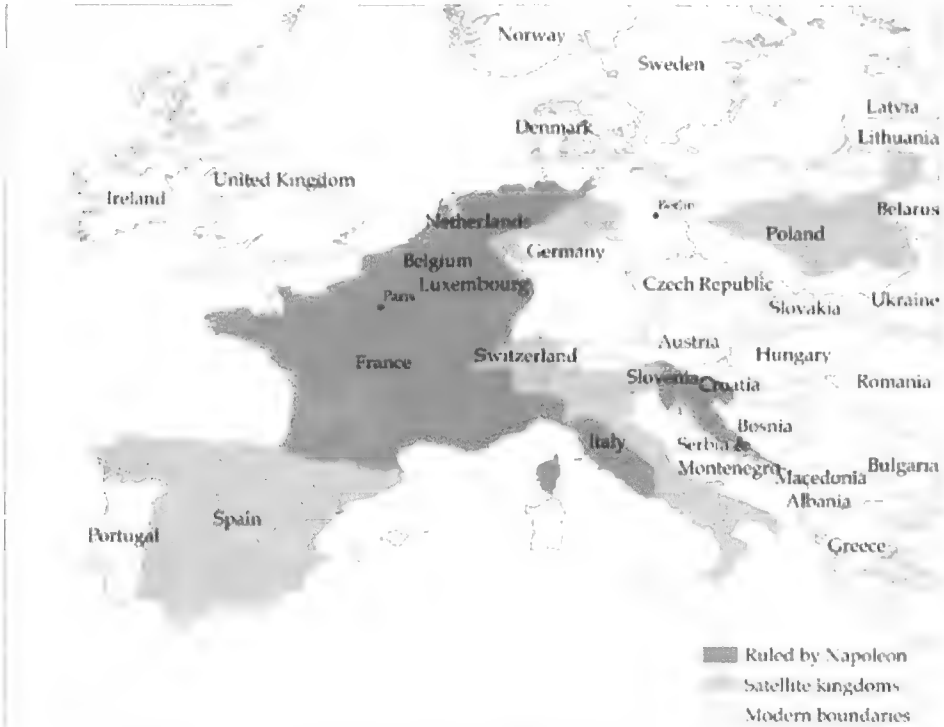 Norway
Sweden
Latvia
Denmark
Lithuania
United Kingdom
Ireland
Berlin
Belarus
Netherlands
Poland
Germany
Belgium
Luxembourg
Czech Republic
Paris
Slovakia
Ukraine
Austria
Switzerland
Hungary
France
Slovenia
Croatia
Romania
Bosnia
Italy
Serbia &
Montenegro
Bulgaria
Macedonia
Albania
Spain
Portugal
Greece
Ruled by Napoleon
Satellite kingdoms
Modern boundaries